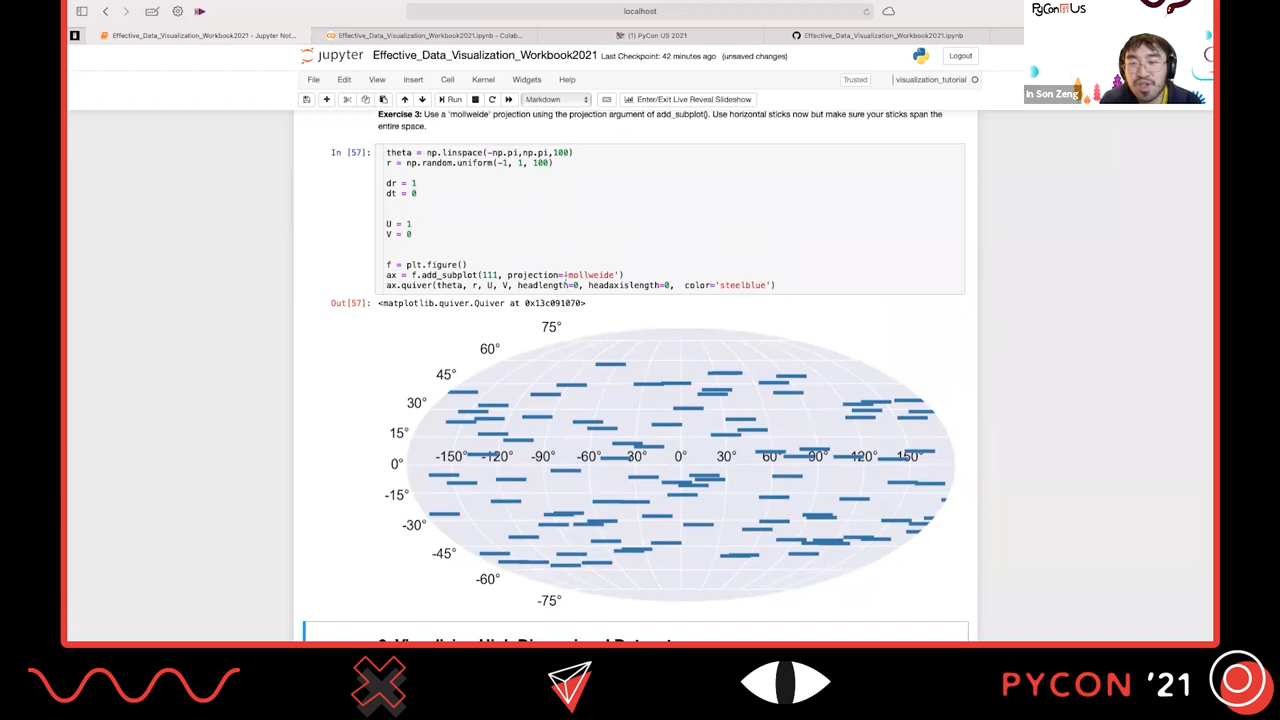 localhost
Effective_Data_Visualization_Workbook2021 - Jupyter Not...
Effective_Data_Visualization_Workbook2021.ipynb - Colab...
(1) PyCon US 2021
Effective_Data_Visualization_Workbook2021.ipynb
PyCon US
In Son Zeng
jupyter Effective_Data_Visualization_Workbook2021 Last Checkpoint: 42 minutes ago (unsaved changes)
Logout
File Edit View Insert Cell Kernel Widgets Help
Trusted
visualization_tutorial
Run
Markdown
Enter/Exit Live Reveal Slideshow
Exercise 3: Use a 'mollweide' projection using the projection argument of add_subplot(). Use horizontal sticks now but make sure your sticks span the
entire space.
In [57]:
theta = np.linspace(-np.pi,np.pi,100)
r = np.random.uniform(-1, 1, 100)
dr = 1
dt = 0
U = 1
V = 0
f = plt.figure()
ax = f.add_subplot(111, projection='mollweide')
ax.quiver(theta, r, U, V, headlength=0, headaxislength=0, color='steelblue')
Out[57]: <matplotlib.quiver.Quiver at 0x13c091070>
75°
60°
45°
30°
15°
0°
-150° -120° -90° -60° -30° 0° 30° 60° 90° 120° 150°
-15°
-30°
-45°
-60°
-75°
PYCON '21